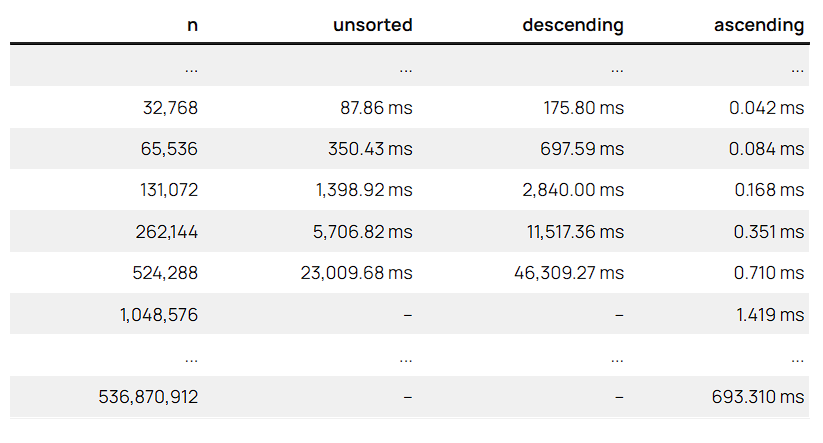 n unsorted descending ascending
... ... ... ...
32,768 87.86 ms 175.80 ms 0.042 ms
65,536 350.43 ms 697.59 ms 0.084 ms
131,072 1,398.92 ms 2,840.00 ms 0.168 ms
262,144 5,706.82 ms 11,517.36 ms 0.351 ms
524,288 23,009.68 ms 46,309.27 ms 0.710 ms
1,048,576 – – 1.419 ms
... ... ... ...
536,870,912 – – 693.310 ms